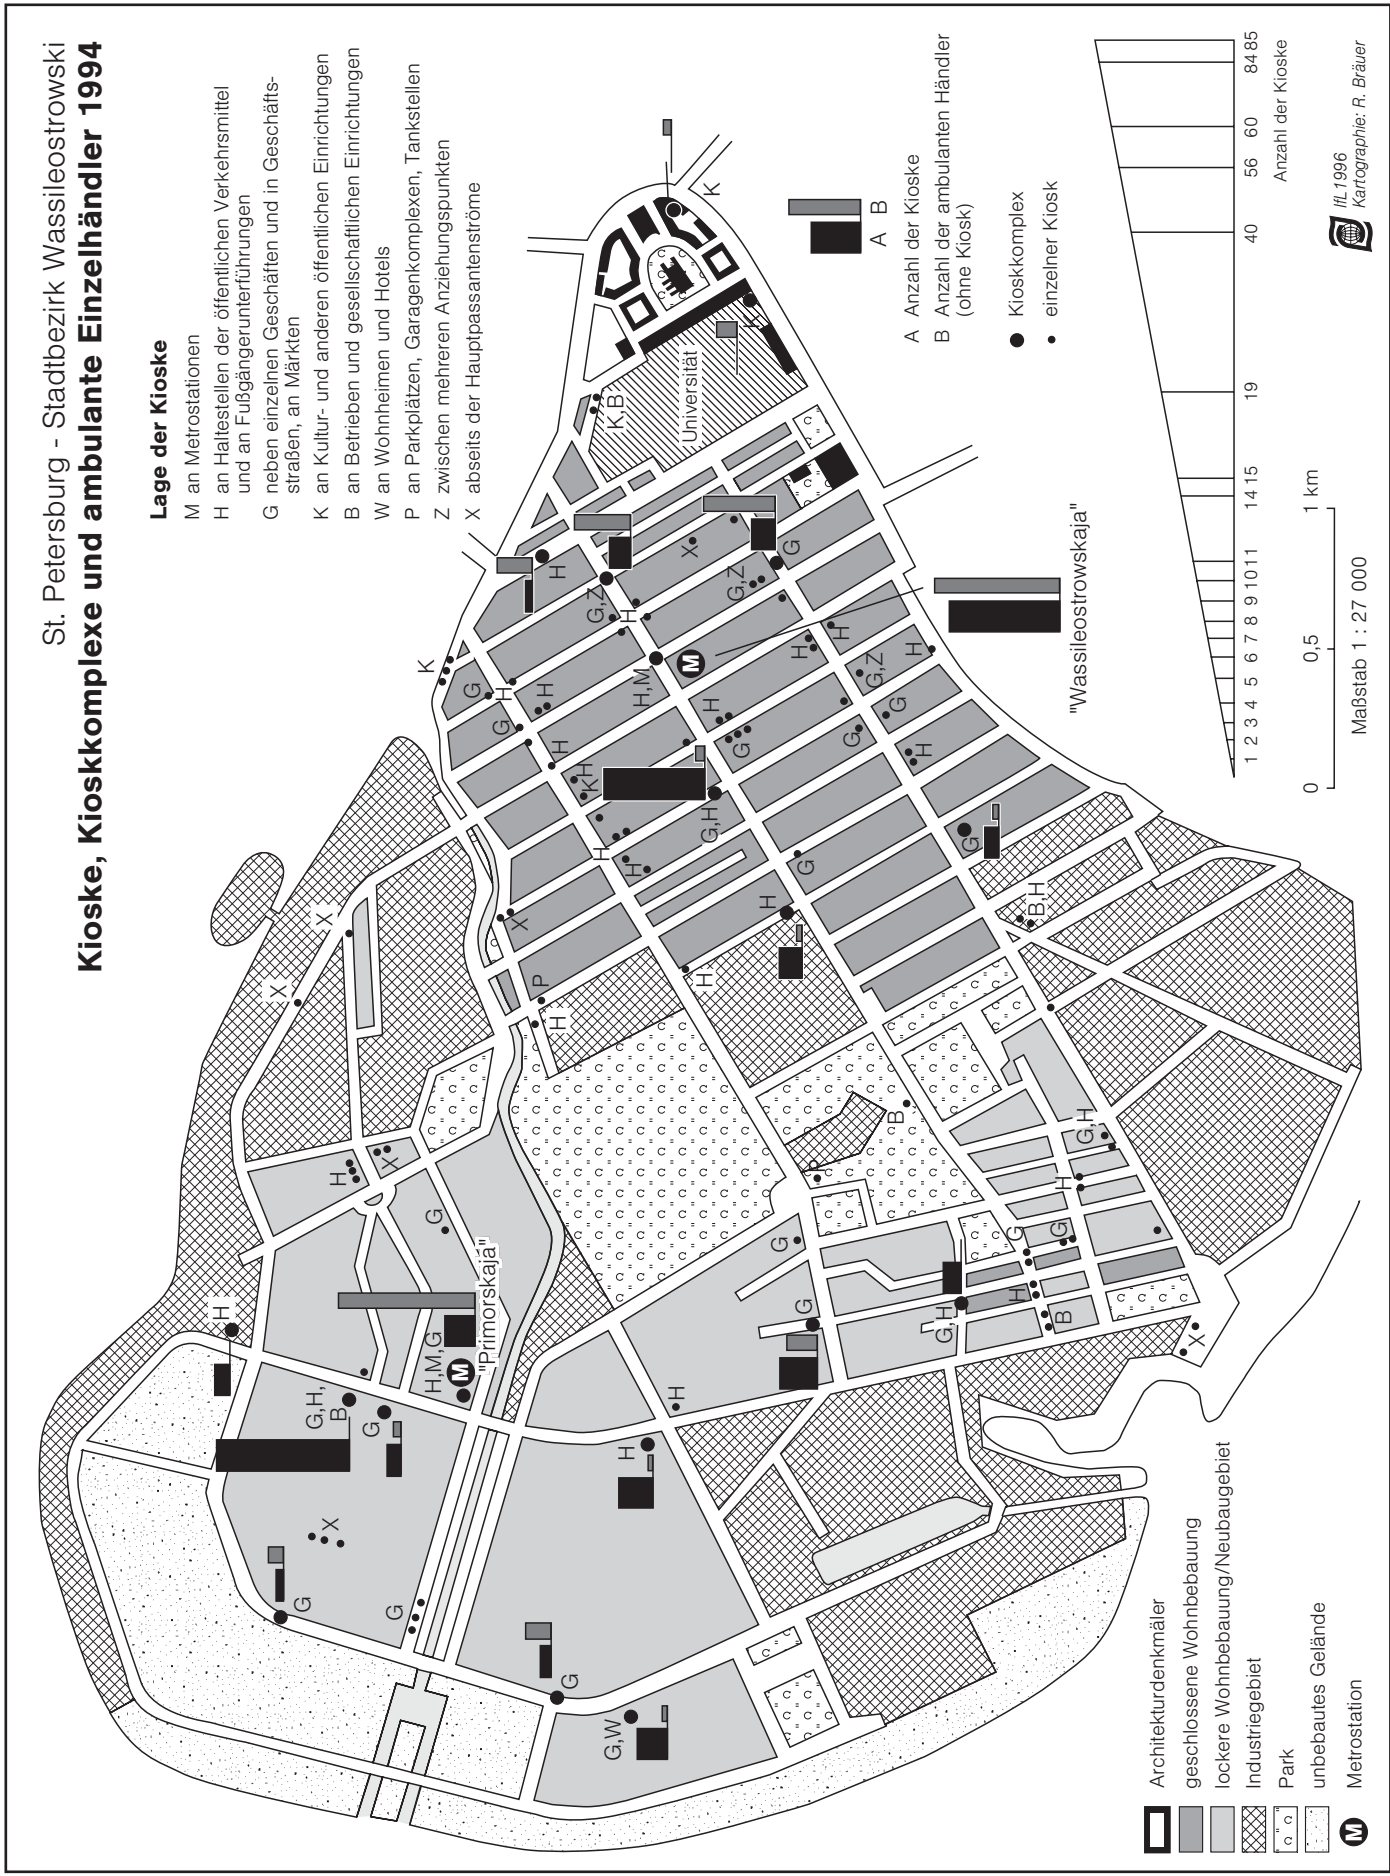 St. Petersburg - Stadtbezirk Wassileostrowski
Kioske, Kioskkomplexe und ambulante Einzelhändler 1994
Lage der Kioske
M an Metrostationen
H an Haltestellen der öffentlichen Verkehrsmittel
und an Fußgängerunterführungen
G neben einzelnen Geschäften und in Geschäfts-
straßen, an Märkten
K an Kultur- und anderen öffentlichen Einrichtungen
B an Betrieben und gesellschaftlichen Einrichtungen
W an Wohnheimen und Hotels
P an Parkplätzen, Garagenkomplexen, Tankstellen
Z zwischen mehreren Anziehungspunkten
X abseits der Hauptpassantenströme
X
X
H
H
X
G
H,M,G
M
"Primorskaja"
G,H,
B
G
X
G
G
G
G,W
H
H
P
X
H
K
G
H
G
H
H
K
H
H
H
H
G,Z
H
H,M
M
X
K,B
Universität
K
K
G
G,Z
G,H
H
G
H
G
H
H
G,Z
G
G
H
H
G
H
G
B,H
B
P
G
G
G,H
G
G
H
G,H
H
B
X
"Wassileostrowskaja"
A B
A Anzahl der Kioske
B Anzahl der ambulanten Händler
(ohne Kiosk)
Kioskkomplex
einzelner Kiosk
1 2 3 4 5 6 7 8 9 10 11 14 15 19 40 56 60 84 85
Anzahl der Kioske
0 0,5 1 km
Maßstab 1 : 27 000
IfL 1996
Kartographie: R. Bräuer
Architekturdenkmäler
geschlossene Wohnbebauung
lockere Wohnbebauung/Neubaugebiet
Industriegebiet
Park
unbebautes Gelände
M Metrostation